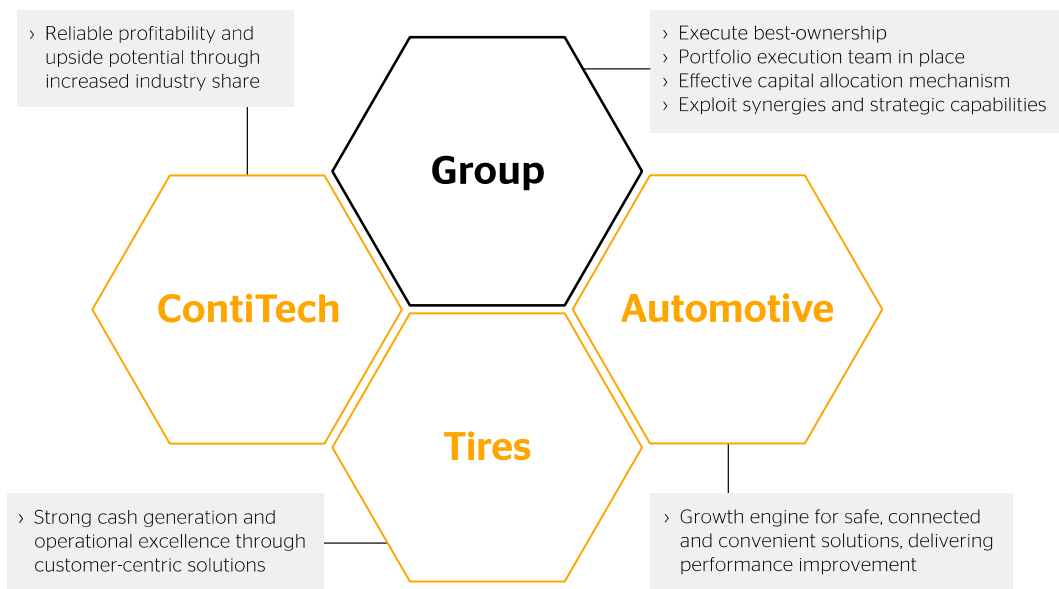 › Reliable profitability and
upside potential through
increased industry share
› Execute best-ownership
› Portfolio execution team in place
› Effective capital allocation mechanism
› Exploit synergies and strategic capabilities
Group
ContiTech
Automotive
Tires
› Strong cash generation and
operational excellence through
customer-centric solutions
› Growth engine for safe, connected
and convenient solutions, delivering
performance improvement